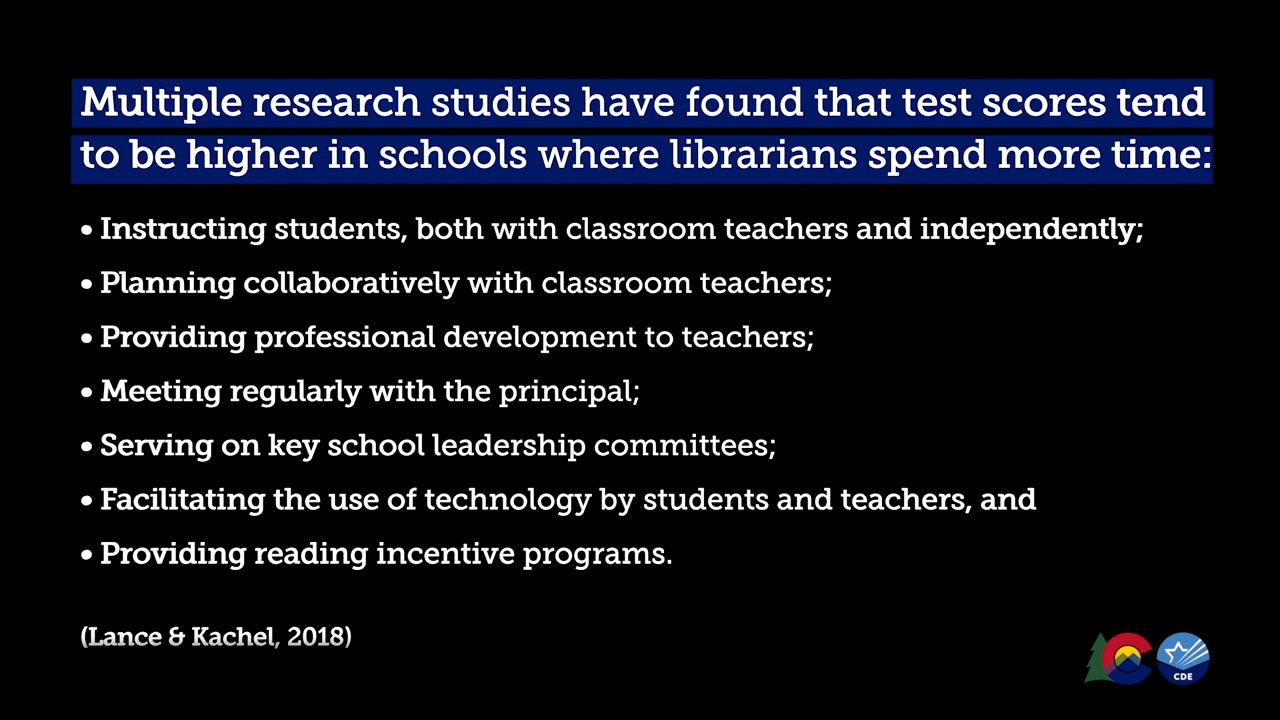 Multiple research studies have found that test scores tend
to be higher in schools where librarians spend more time:
• Instructing students, both with classroom teachers and independently;
• Planning collaboratively with classroom teachers;
• Providing professional development to teachers;
• Meeting regularly with the principal;
• Serving on key school leadership committees;
• Facilitating the use of technology by students and teachers, and
• Providing reading incentive programs.
(Lance & Kachel, 2018)
CDE